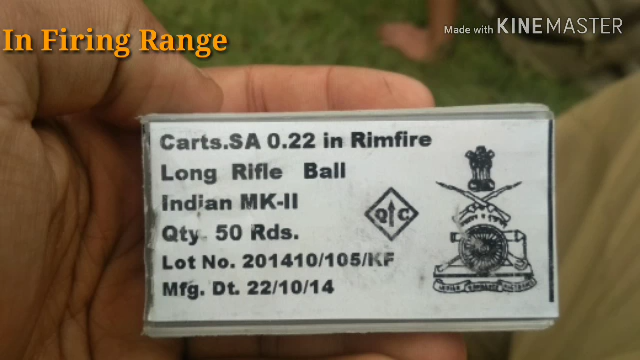 In Firing Range
Made with KINEMASTER
Carts.SA 0.22 in Rimfire
Long Rifle Ball
Indian MK-II
Qty. 50 Rds.
Lot No. 201410/105/KF
Mfg. Dt. 22/10/14
Q C